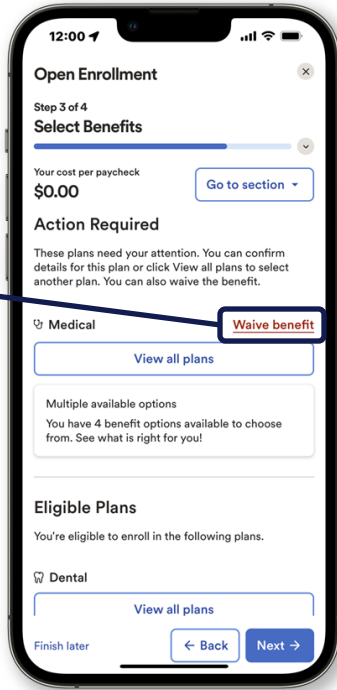 12:00
Open Enrollment
Step 3 of 4
Select Benefits
Your cost per paycheck
$0.00
Go to section
Action Required
These plans need your attention. You can confirm
details for this plan or click View all plans to select
another plan. You can also waive the benefit.
Medical
Waive benefit
View all plans
Multiple available options
You have 4 benefit options available to choose
from. See what is right for you!
Eligible Plans
You're eligible to enroll in the following plans.
Dental
View all plans
Finish later
← Back
Next →